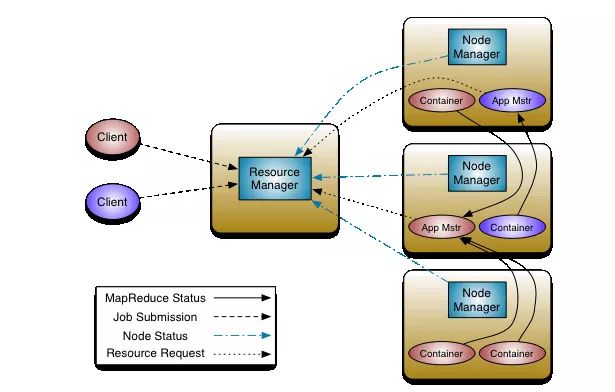 Node
Manager
Container
App Mstr
Client
Resource
Manager
Node
Manager
Client
App Mstr
Container
Node
Manager
MapReduce Status
Job Submission
Node Status
Resource Request
Container
Container